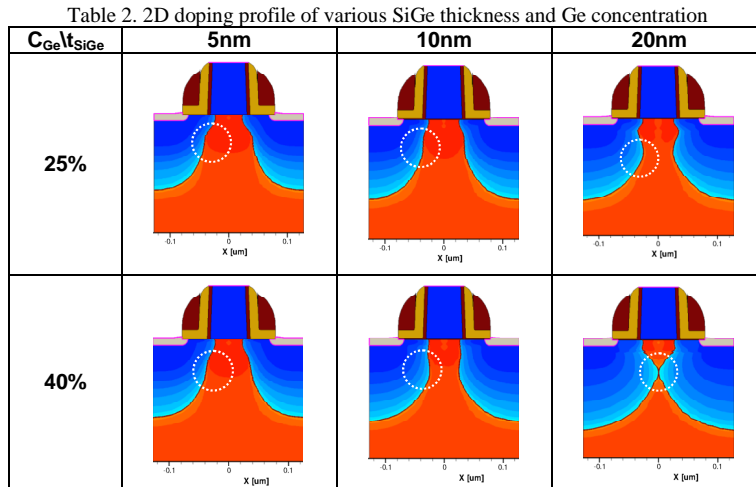 Table 2. 2D doping profile of various SiGe thickness and Ge concentration
C_Ge\t_SiGe 5nm 10nm 20nm
25%
-0.1 0 0.1 -0.1 0 0.1 -0.1 0 0.1
X [um] X [um] X [um]
40%
-0.1 0 0.1 -0.1 0 0.1 -0.1 0 0.1
X [um] X [um] X [um]